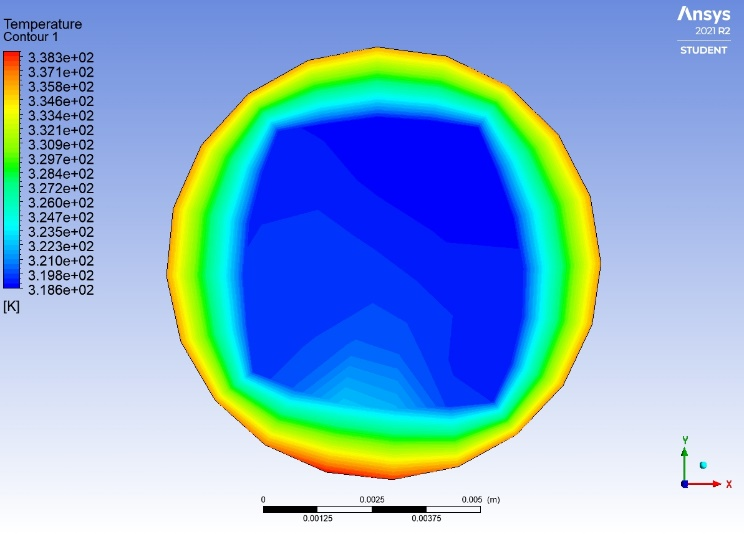 Temperature
Contour 1
3.383e+02
3.371e+02
3.358e+02
3.346e+02
3.334e+02
3.321e+02
3.309e+02
3.297e+02
3.284e+02
3.272e+02
3.260e+02
3.247e+02
3.235e+02
3.223e+02
3.210e+02
3.198e+02
3.186e+02
[K]
Ansys
2021 R2
STUDENT
0 0.0025 0.005 (m)
0.00125 0.00375
Y
X